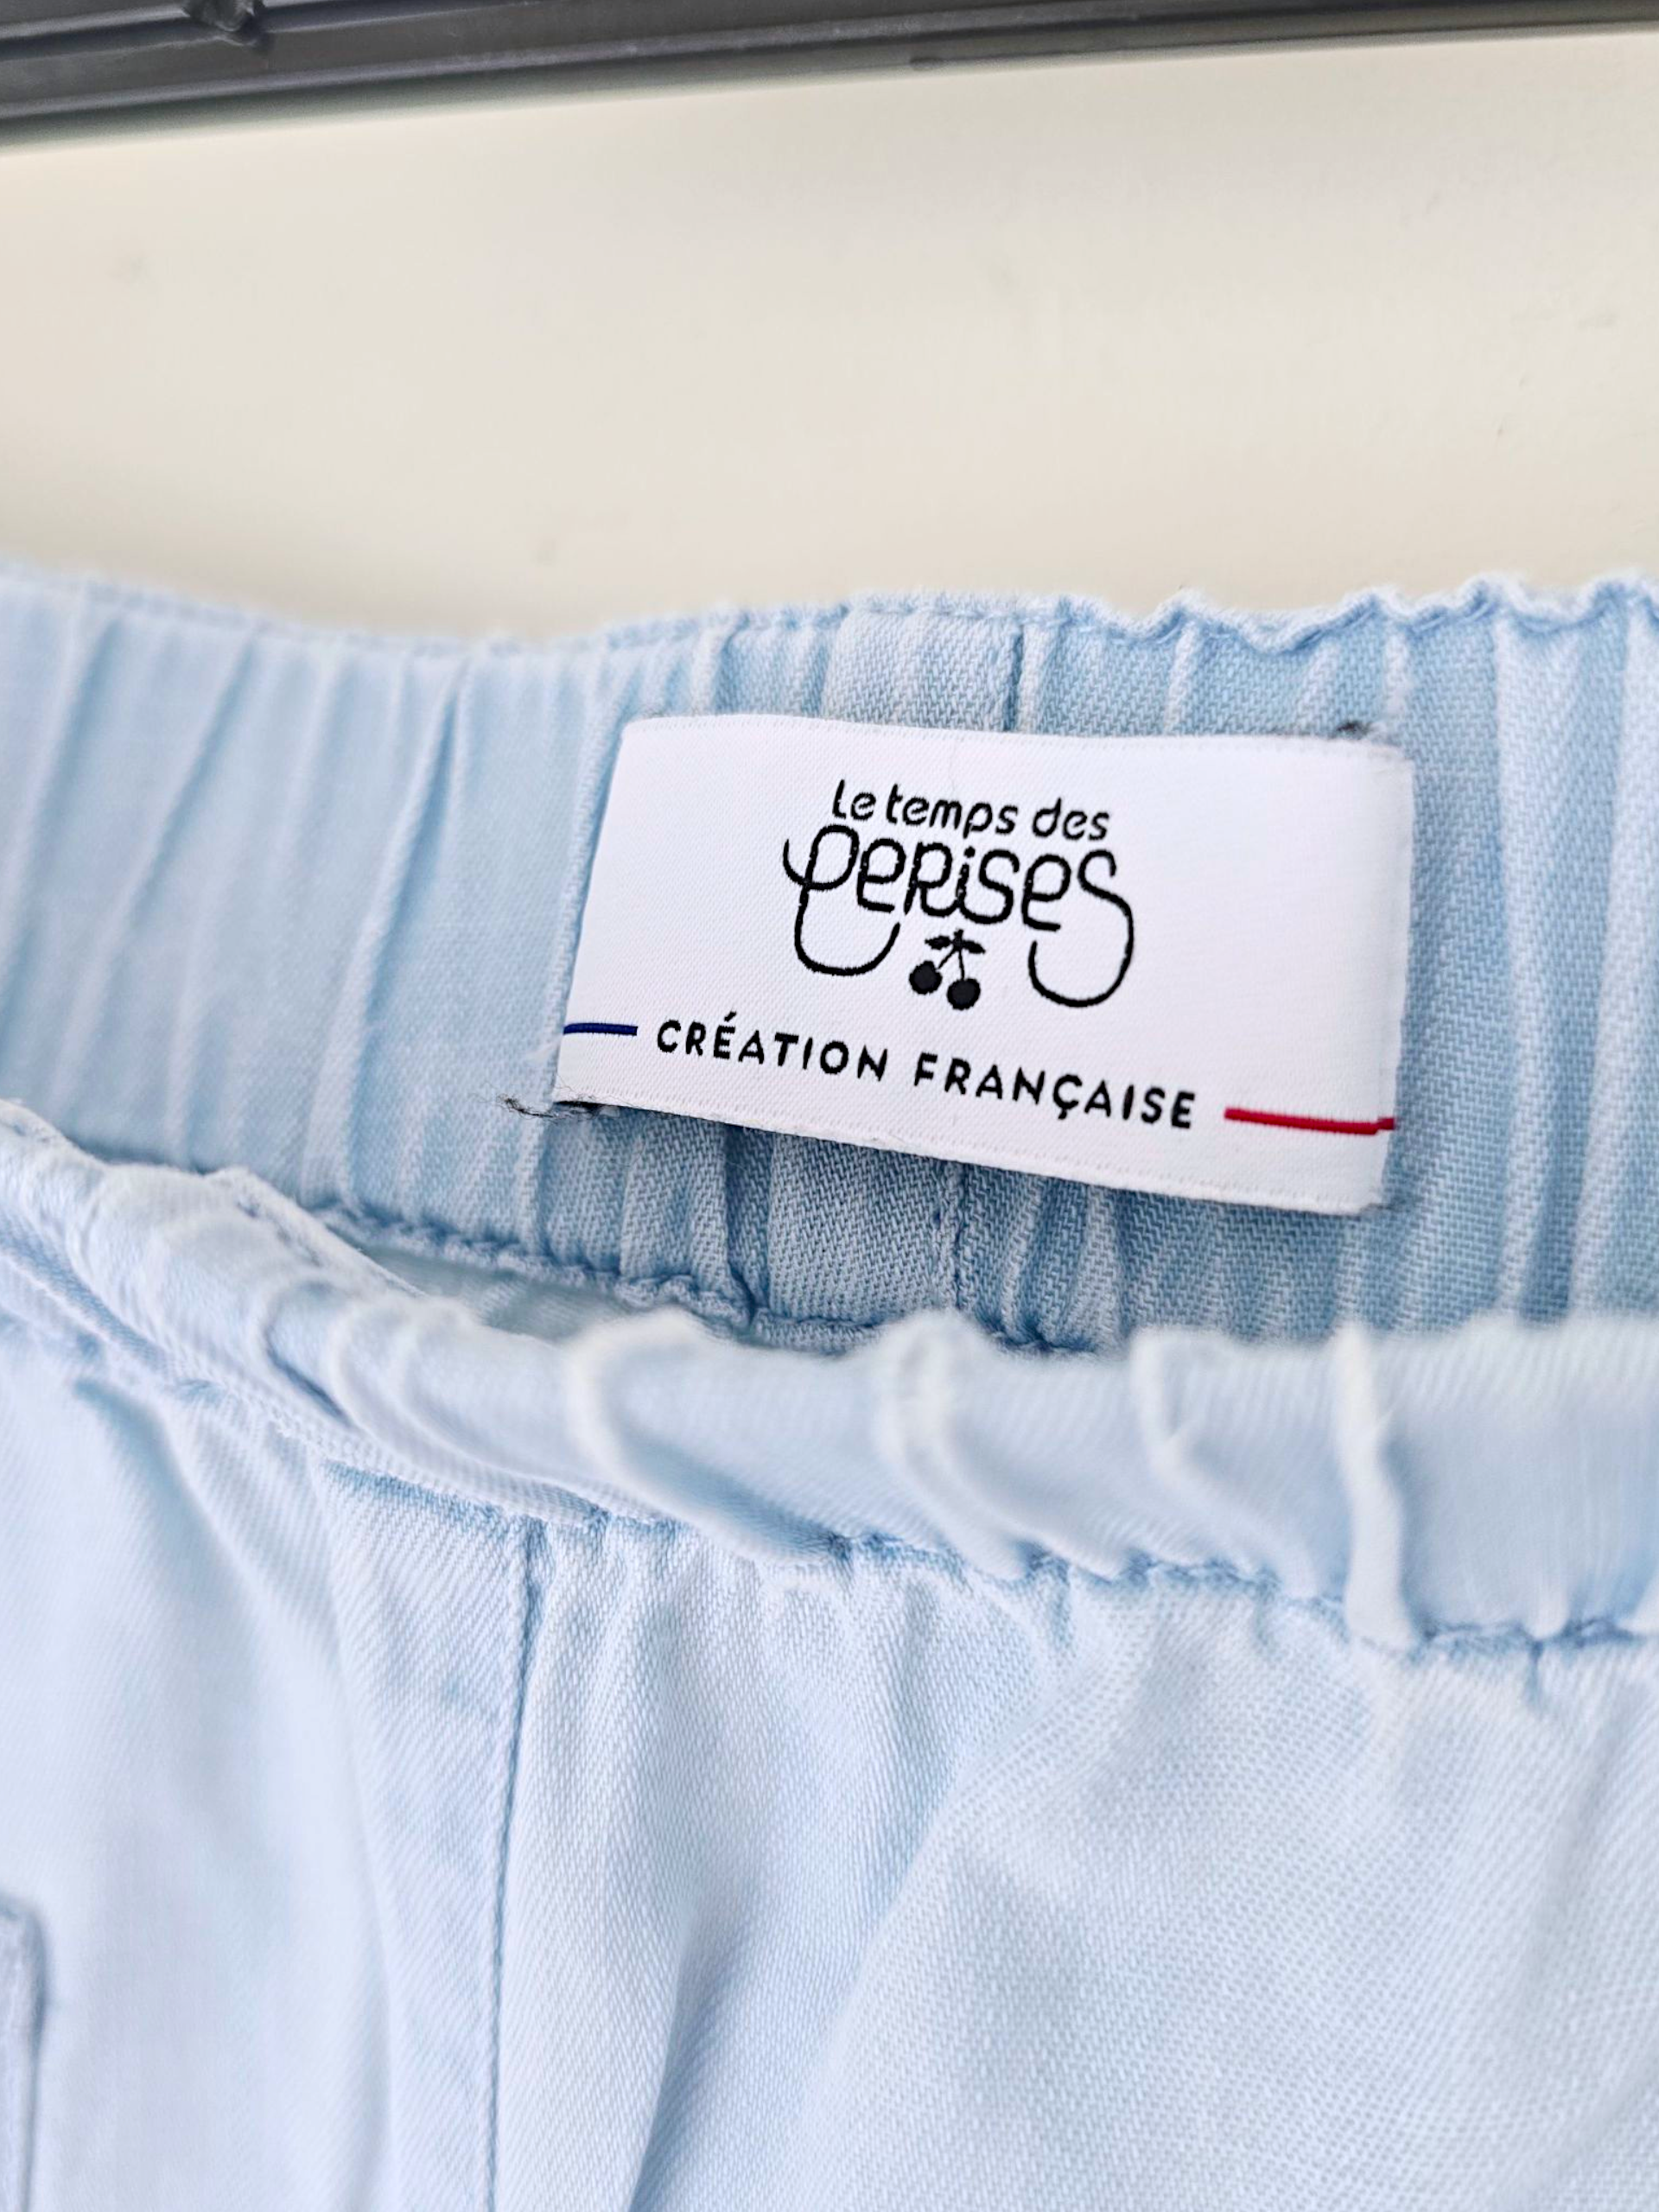 Le temps des
cerises
CRÉATION FRANÇAISE